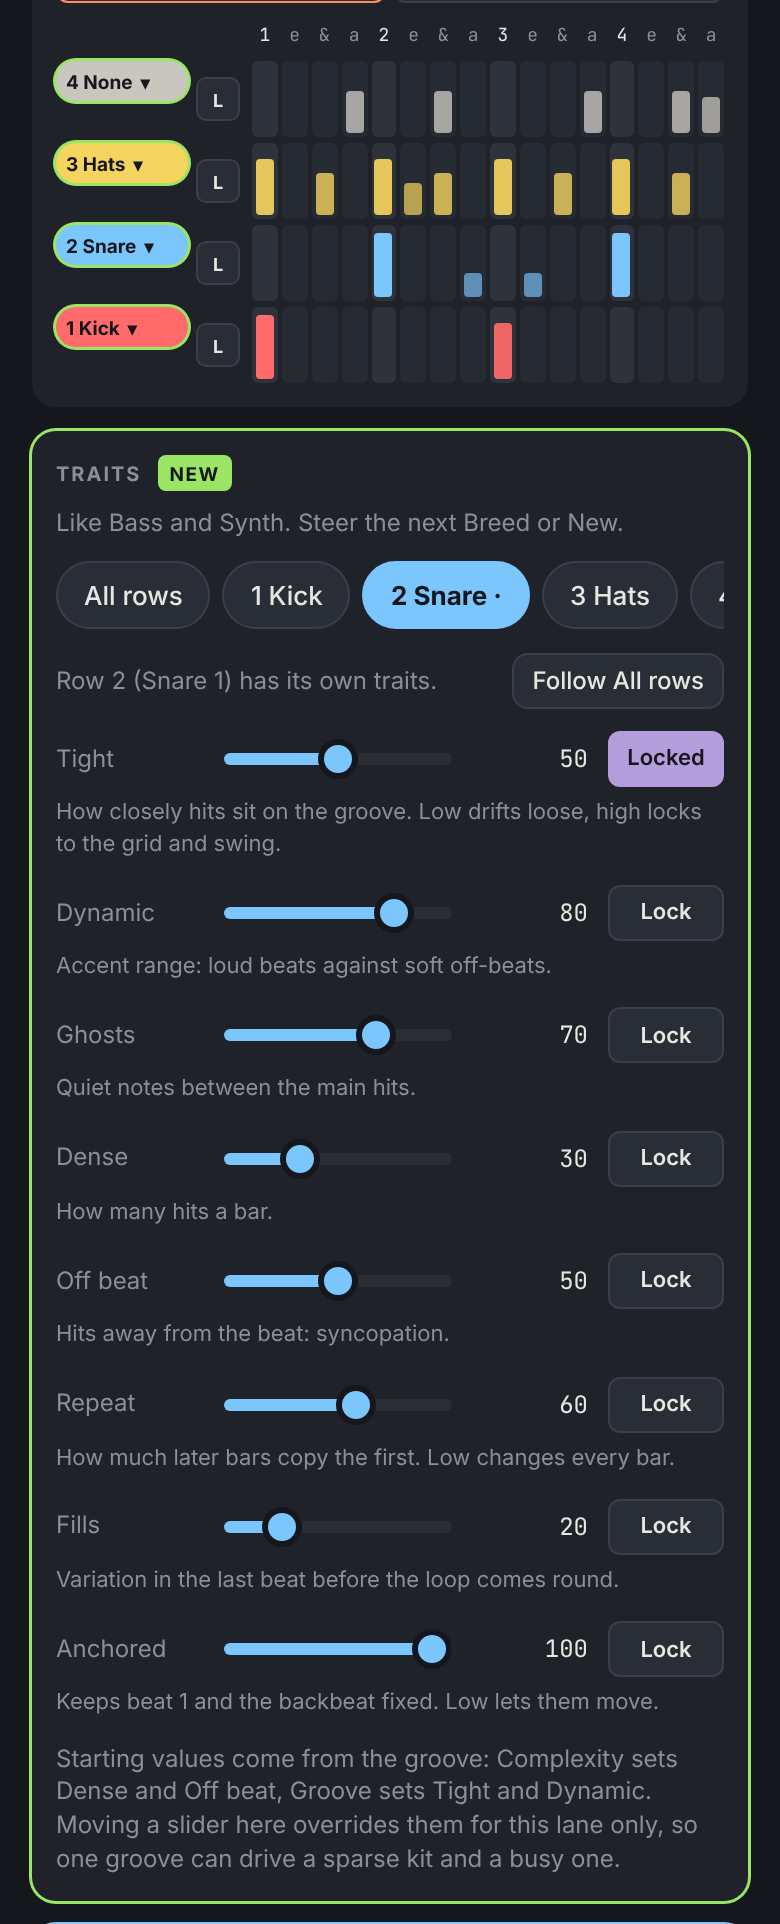 1 e & a 2 e & a 3 e & a 4 e & a
4 None ▾ L
3 Hats ▾ L
2 Snare ▾ L
1 Kick ▾ L
TRAITS NEW
Like Bass and Synth. Steer the next Breed or New.
All rows 1 Kick 2 Snare · 3 Hats
Row 2 (Snare 1) has its own traits. Follow All rows
Tight 50 Locked
How closely hits sit on the groove. Low drifts loose, high locks
to the grid and swing.
Dynamic 80 Lock
Accent range: loud beats against soft off-beats.
Ghosts 70 Lock
Quiet notes between the main hits.
Dense 30 Lock
How many hits a bar.
Off beat 50 Lock
Hits away from the beat: syncopation.
Repeat 60 Lock
How much later bars copy the first. Low changes every bar.
Fills 20 Lock
Variation in the last beat before the loop comes round.
Anchored 100 Lock
Keeps beat 1 and the backbeat fixed. Low lets them move.
Starting values come from the groove: Complexity sets
Dense and Off beat, Groove sets Tight and Dynamic.
Moving a slider here overrides them for this lane only, so
one groove can drive a sparse kit and a busy one.